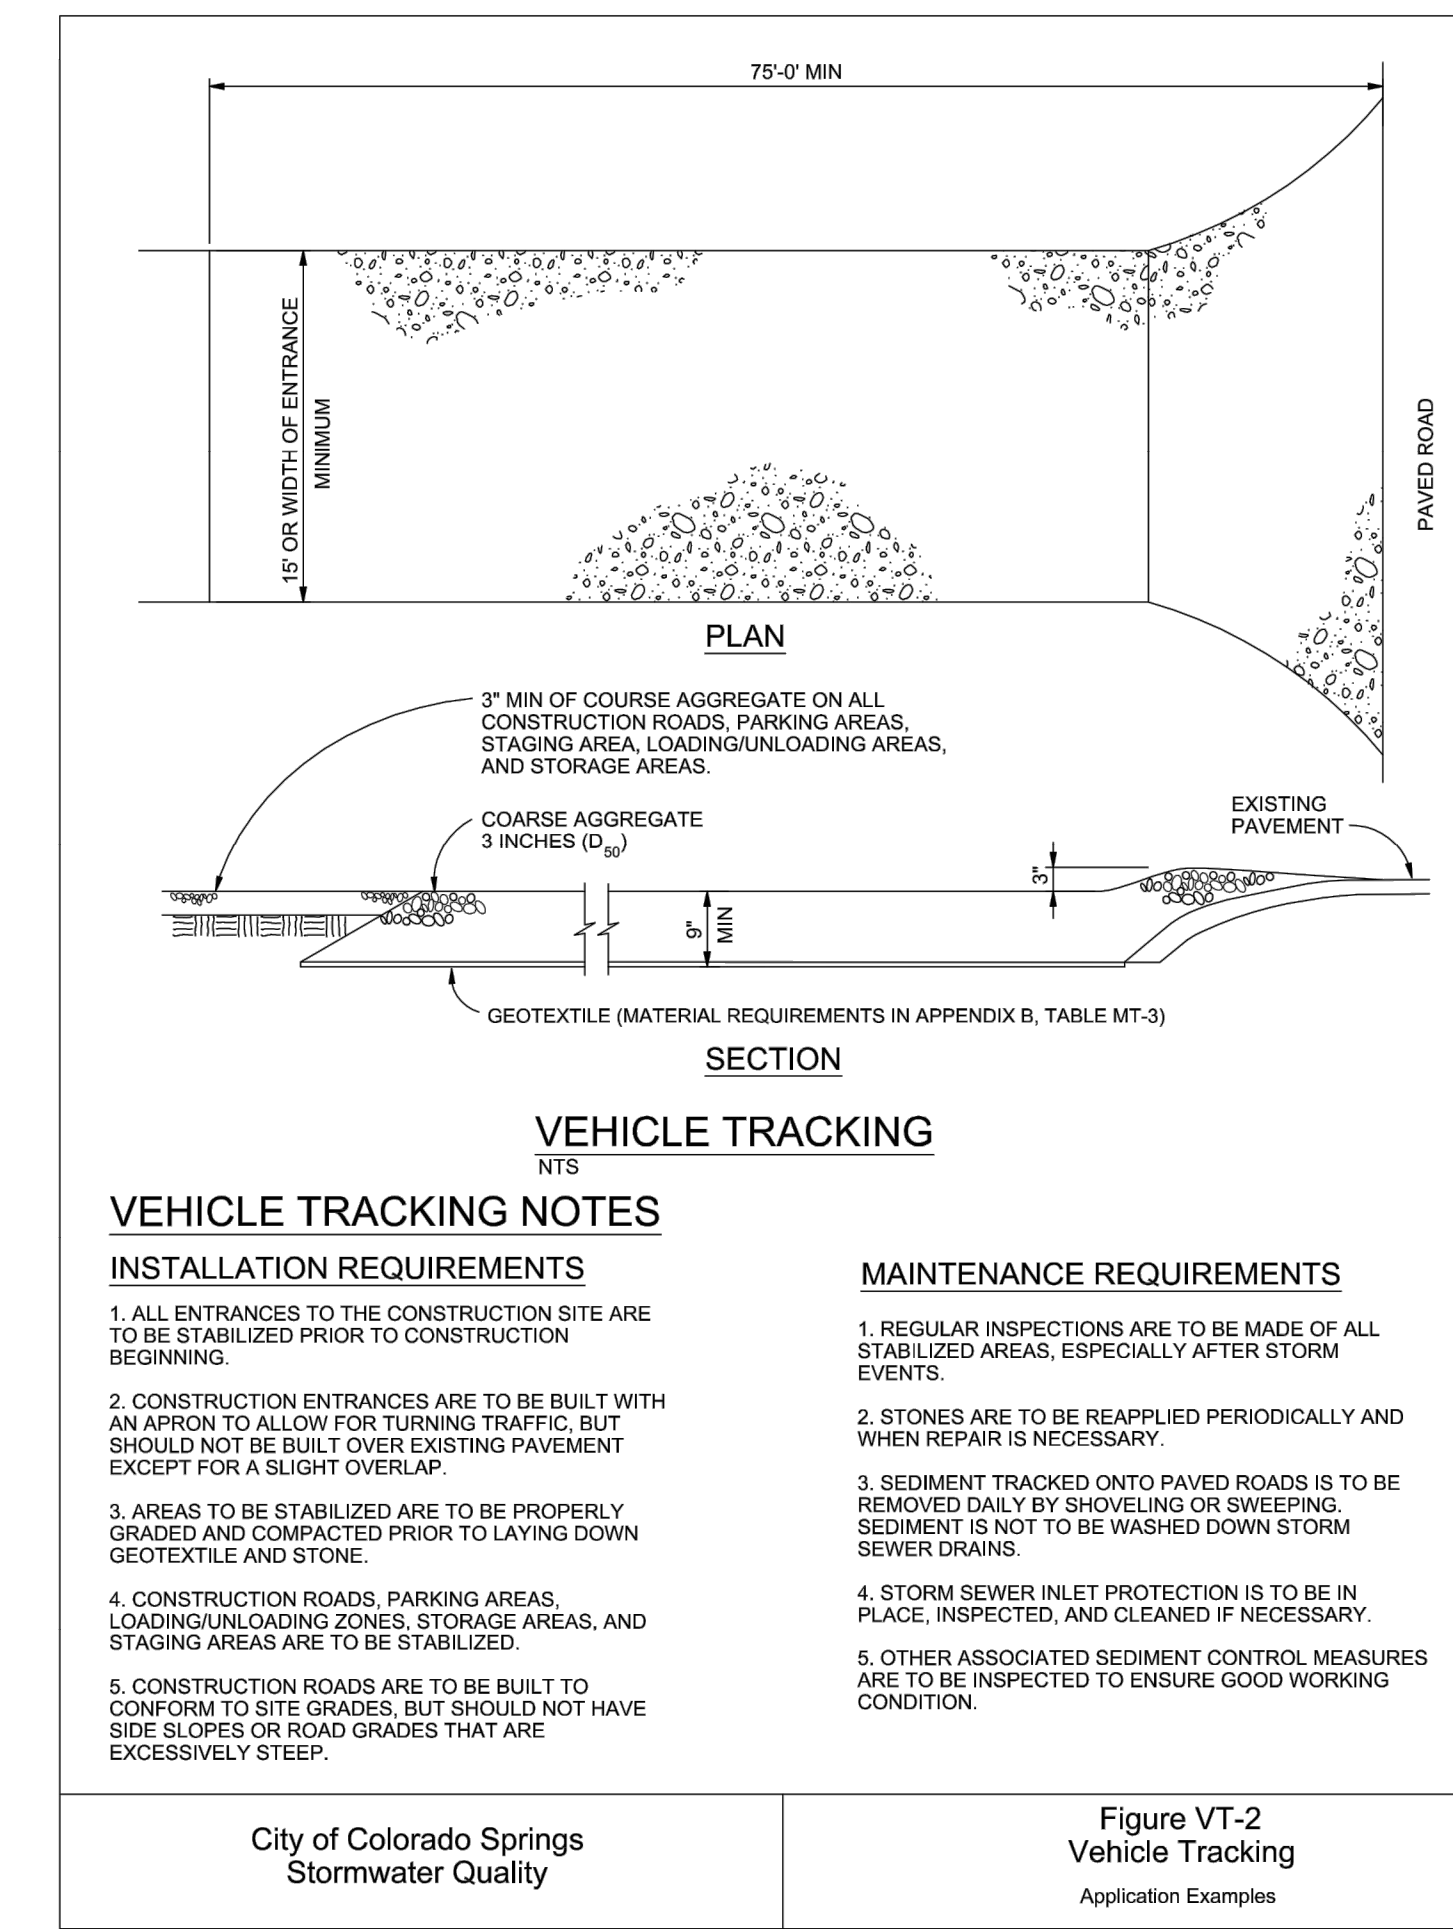 75'-0' MIN
15' OR WIDTH OF ENTRANCE
MINIMUM
PAVED ROAD
PLAN
3" MIN OF COURSE AGGREGATE ON ALL
CONSTRUCTION ROADS, PARKING AREAS,
STAGING AREA, LOADING/UNLOADING AREAS,
AND STORAGE AREAS.
COARSE AGGREGATE
3 INCHES (D50)
EXISTING
PAVEMENT
3"
9"
MIN
GEOTEXTILE (MATERIAL REQUIREMENTS IN APPENDIX B, TABLE MT-3)
SECTION
VEHICLE TRACKING
NTS
VEHICLE TRACKING NOTES
INSTALLATION REQUIREMENTS
1. ALL ENTRANCES TO THE CONSTRUCTION SITE ARE
TO BE STABILIZED PRIOR TO CONSTRUCTION
BEGINNING.
2. CONSTRUCTION ENTRANCES ARE TO BE BUILT WITH
AN APRON TO ALLOW FOR TURNING TRAFFIC, BUT
SHOULD NOT BE BUILT OVER EXISTING PAVEMENT
EXCEPT FOR A SLIGHT OVERLAP.
3. AREAS TO BE STABILIZED ARE TO BE PROPERLY
GRADED AND COMPACTED PRIOR TO LAYING DOWN
GEOTEXTILE AND STONE.
4. CONSTRUCTION ROADS, PARKING AREAS,
LOADING/UNLOADING ZONES, STORAGE AREAS, AND
STAGING AREAS ARE TO BE STABILIZED.
5. CONSTRUCTION ROADS ARE TO BE BUILT TO
CONFORM TO SITE GRADES, BUT SHOULD NOT HAVE
SIDE SLOPES OR ROAD GRADES THAT ARE
EXCESSIVELY STEEP.
MAINTENANCE REQUIREMENTS
1. REGULAR INSPECTIONS ARE TO BE MADE OF ALL
STABILIZED AREAS, ESPECIALLY AFTER STORM
EVENTS.
2. STONES ARE TO BE REAPPLIED PERIODICALLY AND
WHEN REPAIR IS NECESSARY.
3. SEDIMENT TRACKED ONTO PAVED ROADS IS TO BE
REMOVED DAILY BY SHOVELING OR SWEEPING.
SEDIMENT IS NOT TO BE WASHED DOWN STORM
SEWER DRAINS.
4. STORM SEWER INLET PROTECTION IS TO BE IN
PLACE, INSPECTED, AND CLEANED IF NECESSARY.
5. OTHER ASSOCIATED SEDIMENT CONTROL MEASURES
ARE TO BE INSPECTED TO ENSURE GOOD WORKING
CONDITION.
City of Colorado Springs
Stormwater Quality
Figure VT-2
Vehicle Tracking
Application Examples